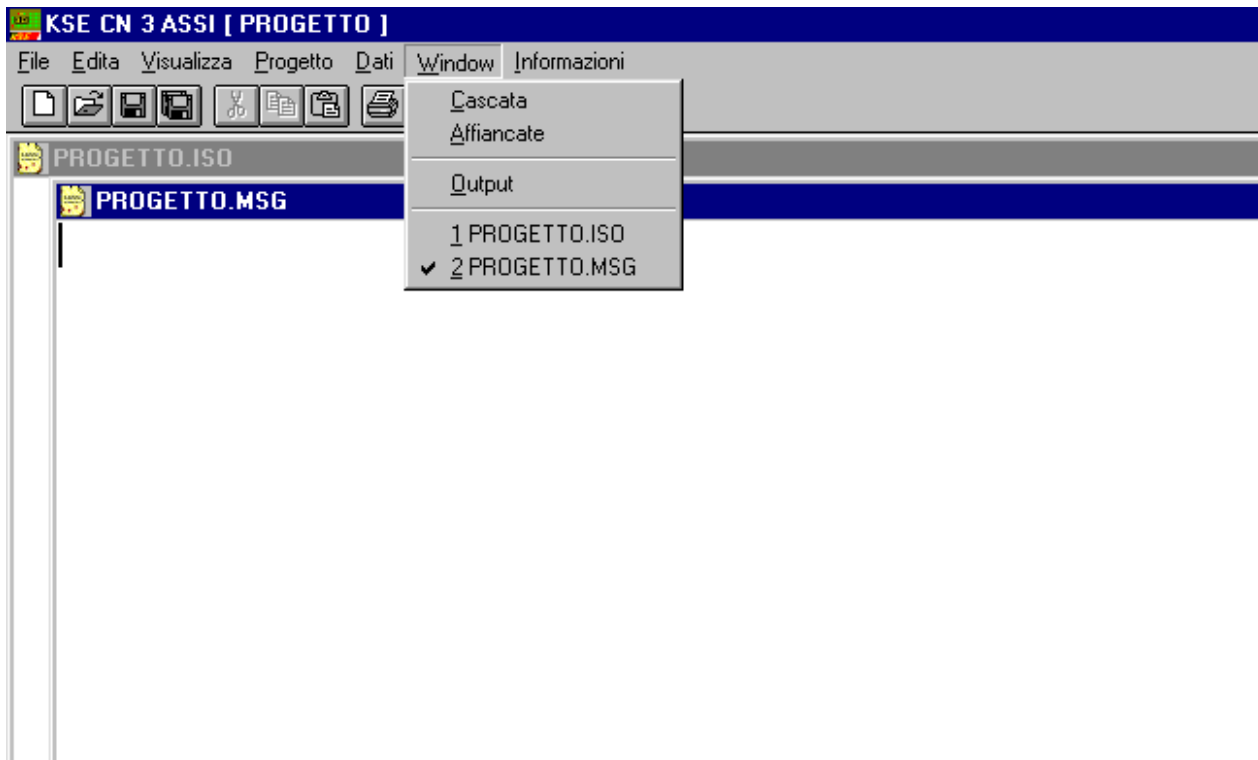 KSE CN 3 ASSI [ PROGETTO ]
File Edita Visualizza Progetto Dati Window Informazioni
Cascata
Affiancate
Output
1 PROGETTO.ISO
2 PROGETTO.MSG
PROGETTO.ISO
PROGETTO.MSG